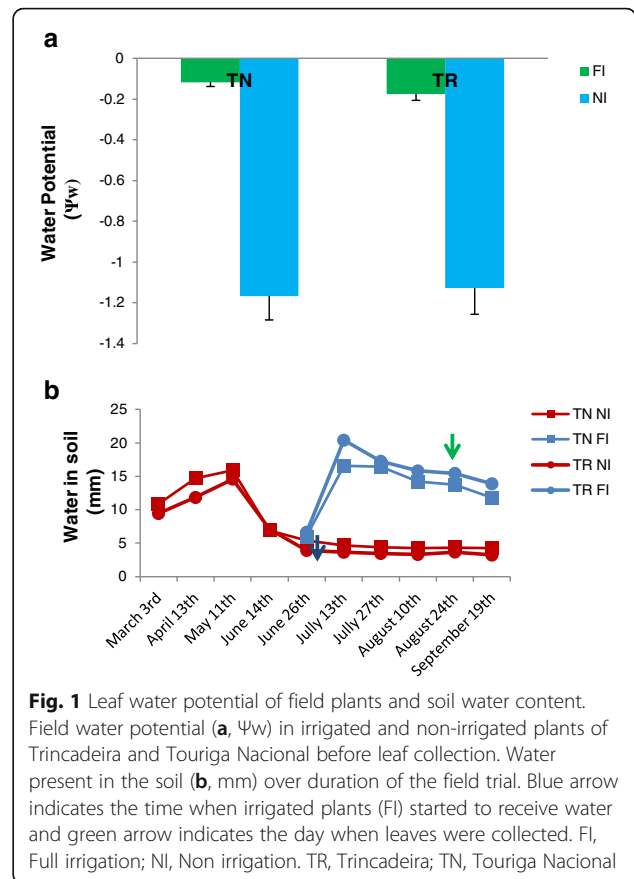 a
0
-0.2
-0.4
-0.6
-0.8
-1
-1.2
-1.4
Water Potential
(Ψw)
TN
TR
FI
NI
b
25
20
15
10
5
0
Water in soil
(mm)
March 3rd
April 13th
May 11th
June 14th
June 26th
Jully 13th
Jully 27th
August 10th
August 24th
September 19th
TN NI
TN FI
TR NI
TR FI
Fig. 1 Leaf water potential of field plants and soil water content.
Field water potential (a, Ψw) in irrigated and non-irrigated plants of
Trincadeira and Touriga Nacional before leaf collection. Water
present in the soil (b, mm) over duration of the field trial. Blue arrow
indicates the time when irrigated plants (FI) started to receive water
and green arrow indicates the day when leaves were collected. FI,
Full irrigation; NI, Non irrigation. TR, Trincadeira; TN, Touriga Nacional